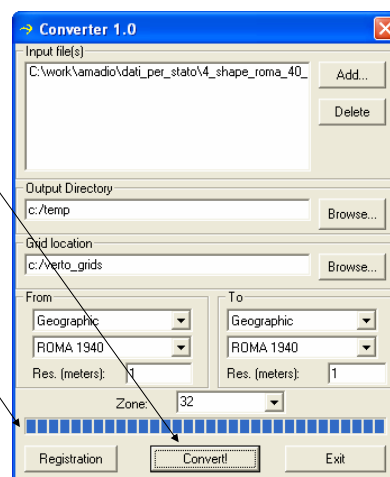 Converter 1.0
Input file(s)
C:\work\amadio\dati_per_stato\4_shape_roma_40_
Add...
Delete
Output Directory
c:/temp
Browse...
Grid location
c:/verto_grids
Browse...
From
To
Geographic
Geographic
ROMA 1940
ROMA 1940
Res. (meters): 1
Res. (meters): 1
Zone: 32
Registration
Convert!
Exit